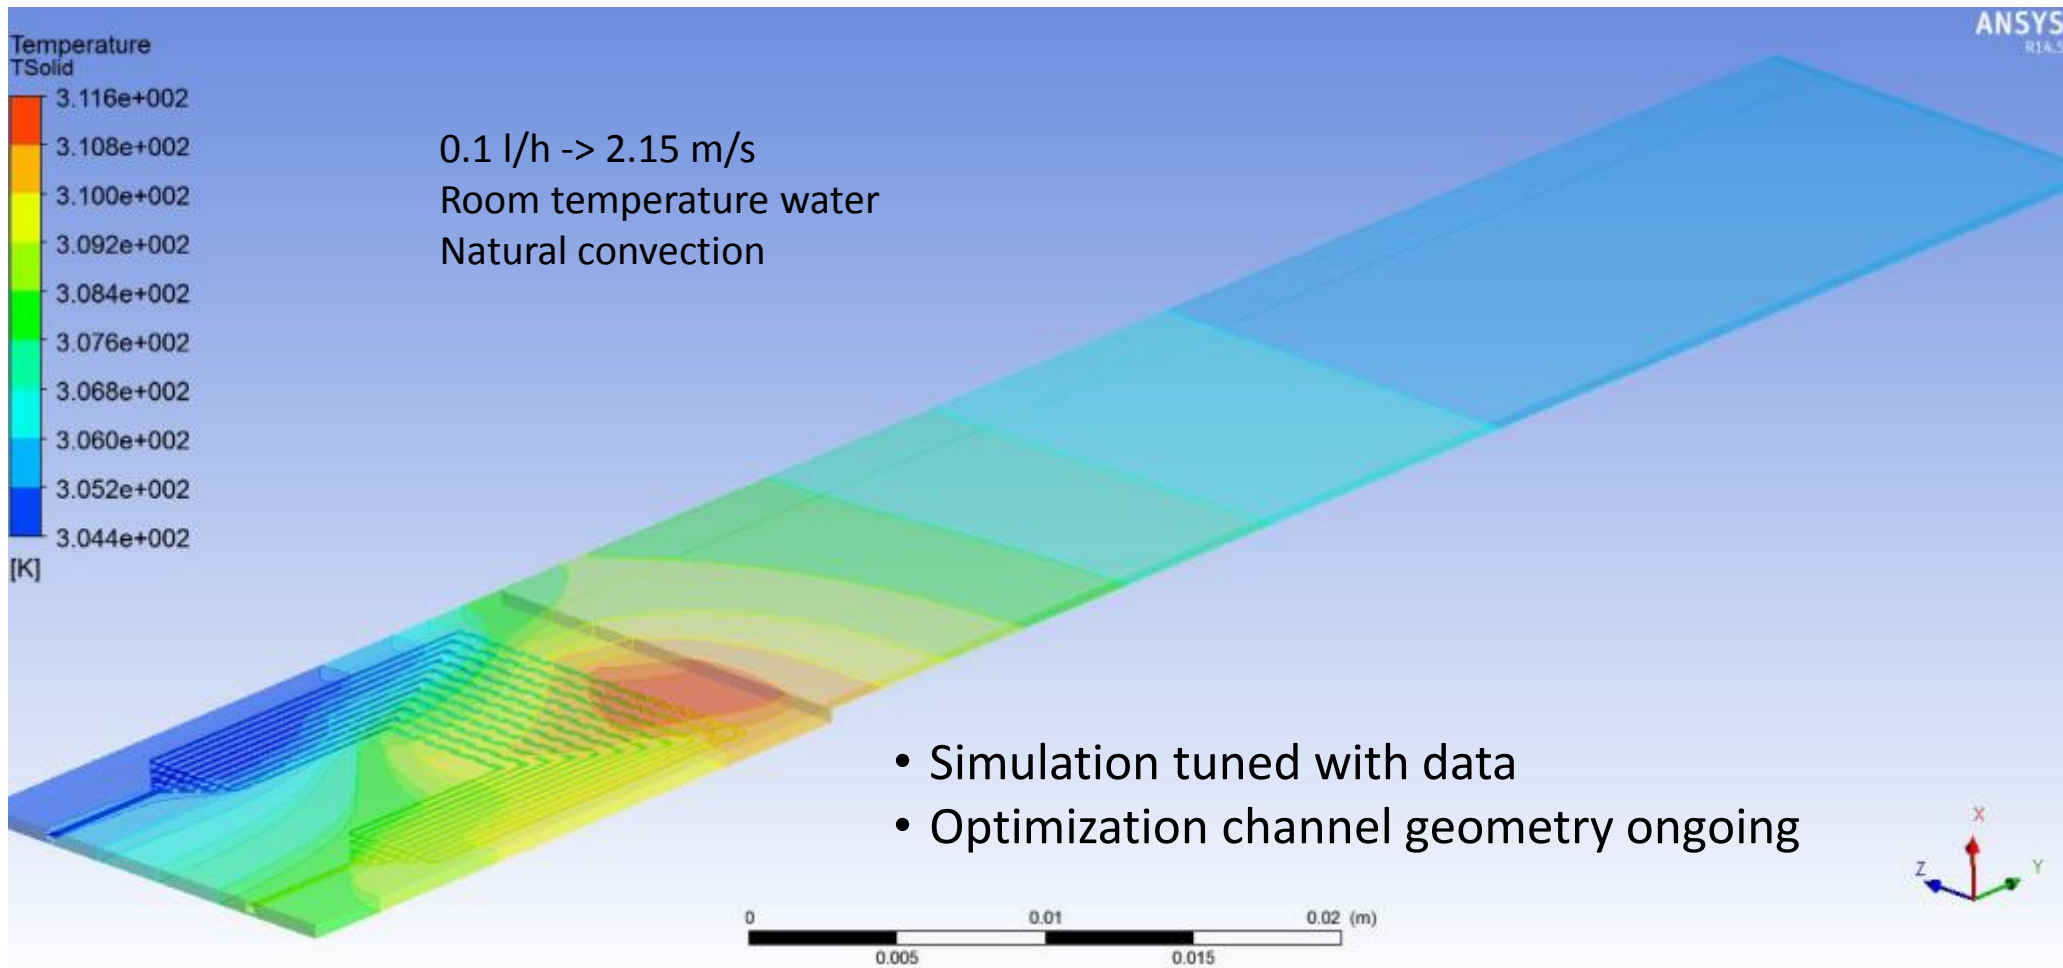 Temperature
TSolid
3.116e+002
3.108e+002
3.100e+002
3.092e+002
3.084e+002
3.076e+002
3.068e+002
3.060e+002
3.052e+002
3.044e+002
[K]
ANSYS
R14.5
0.1 l/h -> 2.15 m/s
Room temperature water
Natural convection
• Simulation tuned with data
• Optimization channel geometry ongoing
X
Z Y
0 0.01 0.02 (m)
0.005 0.015